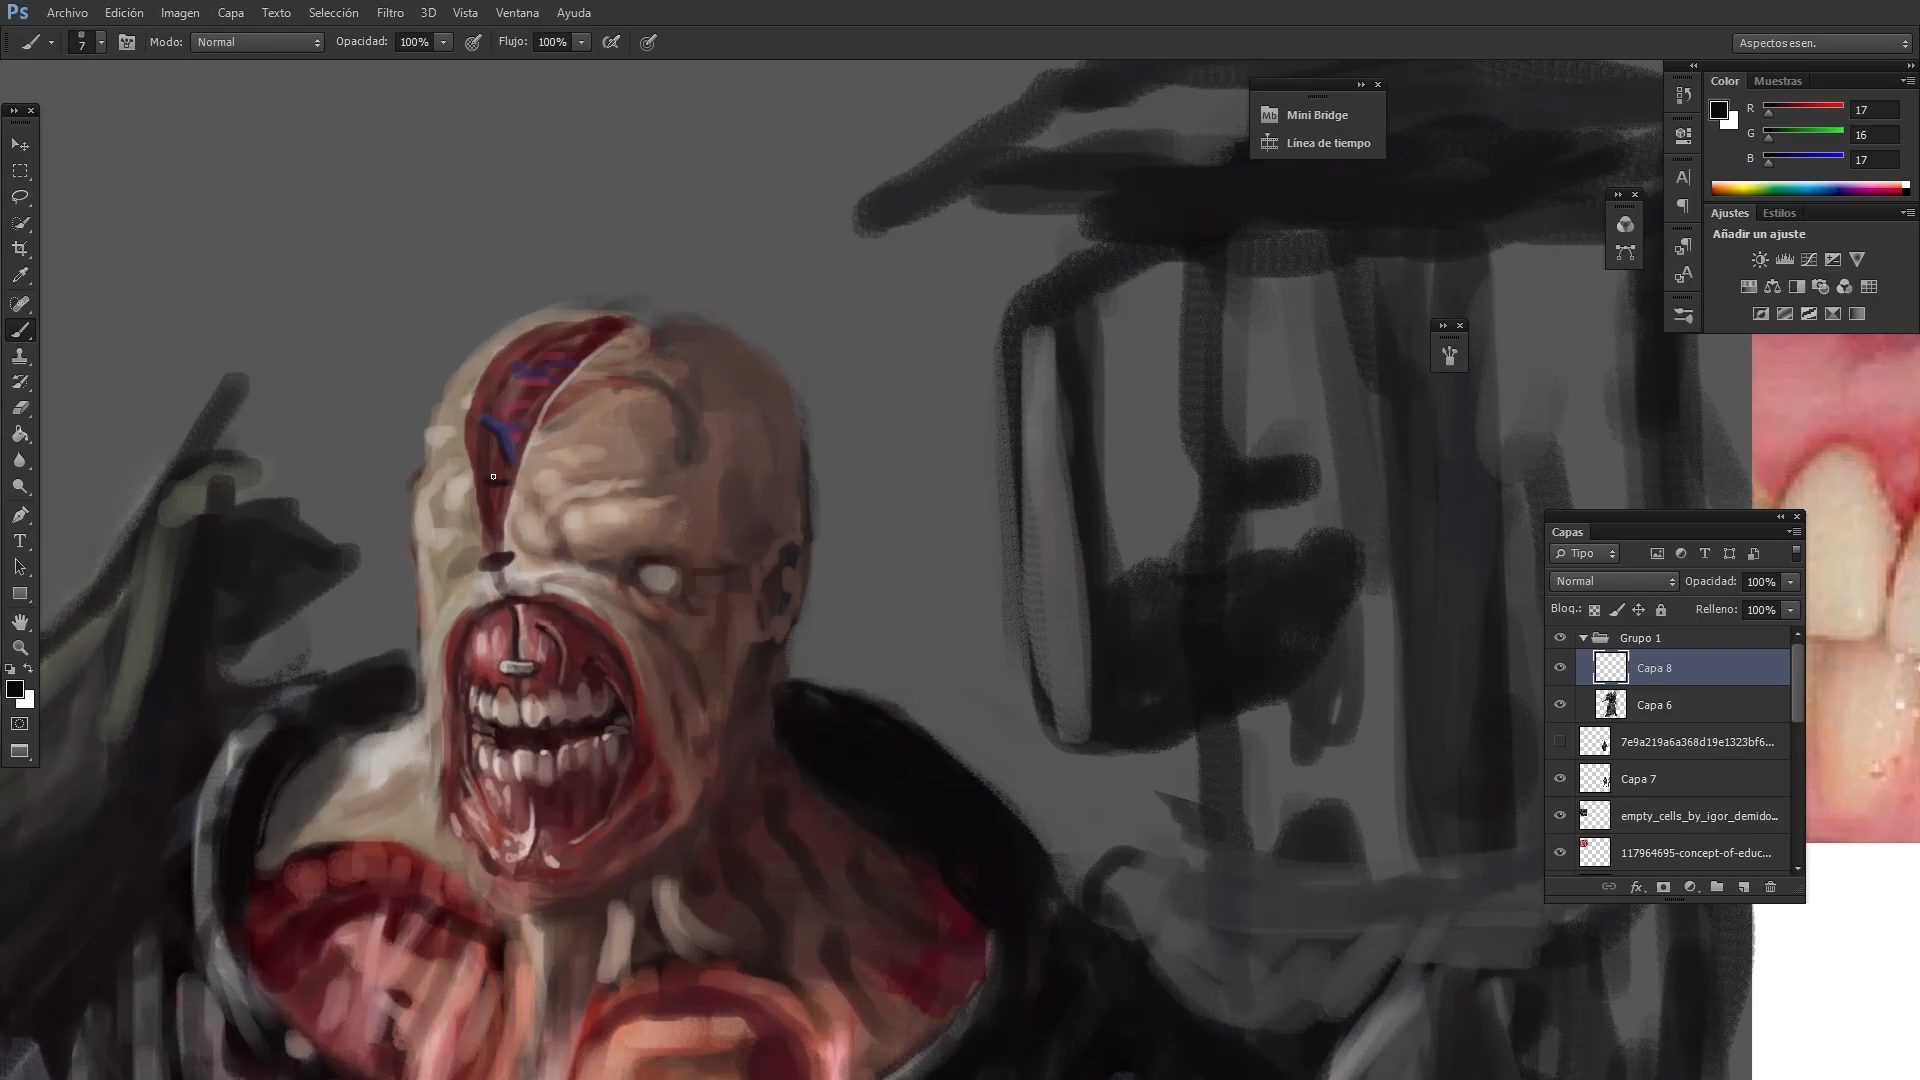 Ps Archivo Edición Imagen Capa Texto Selección Filtro 3D Vista Ventana Ayuda
7 Modo: Normal Opacidad: 100% Flujo: 100% Aspectos esen.
Mini Bridge
Línea de tiempo
Color Muestras
R 17
G 16
B 17
Ajustes Estilos
Añadir un ajuste
Capas
Tipo
Normal Opacidad: 100%
Bloq.: Relleno: 100%
Grupo 1
Capa 8
Capa 6
7e9a219a6a368d19e1323bf6...
Capa 7
empty_cells_by_igor_demido...
117964695-concept-of-educ...